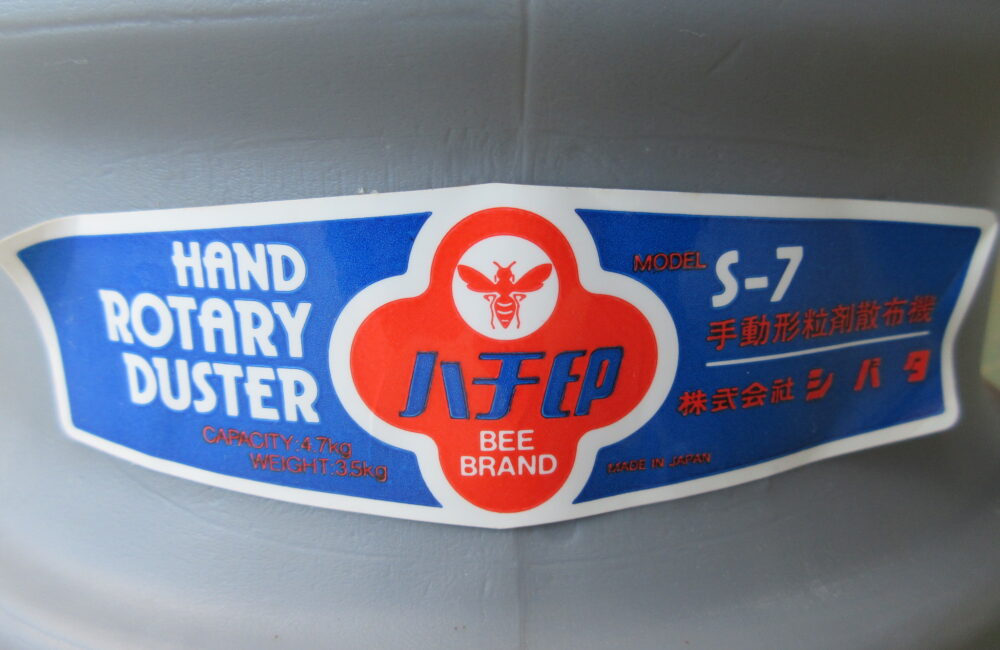 HAND
ROTARY
DUSTER
CAPACITY:4.7kg
WEIGHT:3.5kg
ハチ印
BEE
BRAND
MODEL S-7
手動形粒剤散布機
株式会社 シバタ
MADE IN JAPAN